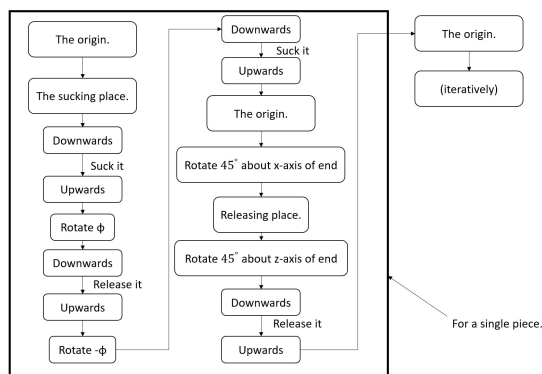 The origin.
The sucking place.
Downwards
Suck it
Upwards
Rotate ϕ
Downwards
Release it
Upwards
Rotate -ϕ
Downwards
Suck it
Upwards
The origin.
Rotate 45° about x-axis of end
Releasing place.
Rotate 45° about z-axis of end
Downwards
Release it
Upwards
The origin.
(iteratively)
For a single piece.